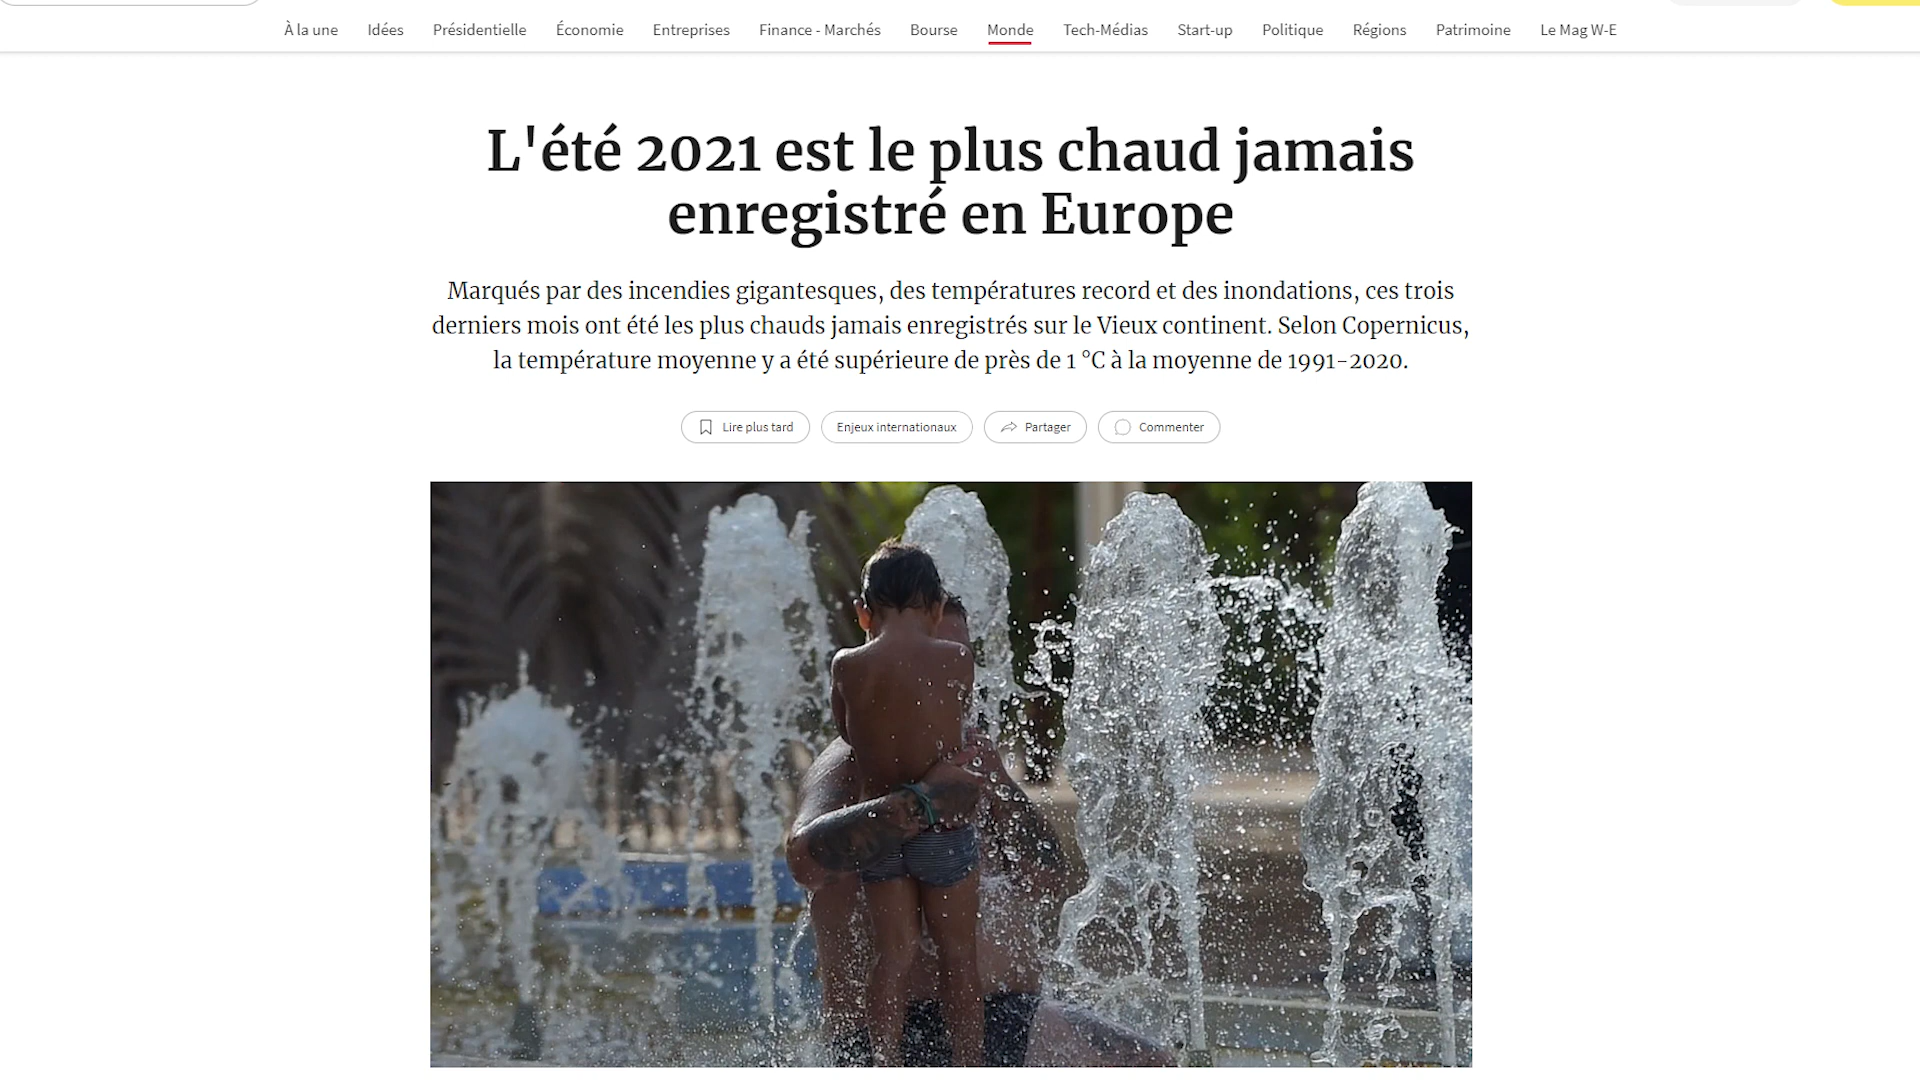 À la une Idées Présidentielle Économie Entreprises Finance - Marchés Bourse Monde Tech-Médias Start-up Politique Régions Patrimoine Le Mag W-E
L'été 2021 est le plus chaud jamais
enregistré en Europe
Marqués par des incendies gigantesques, des températures record et des inondations, ces trois
derniers mois ont été les plus chauds jamais enregistrés sur le Vieux continent. Selon Copernicus,
la température moyenne y a été supérieure de près de 1 °C à la moyenne de 1991-2020.
Lire plus tard Enjeux internationaux Partager Commenter